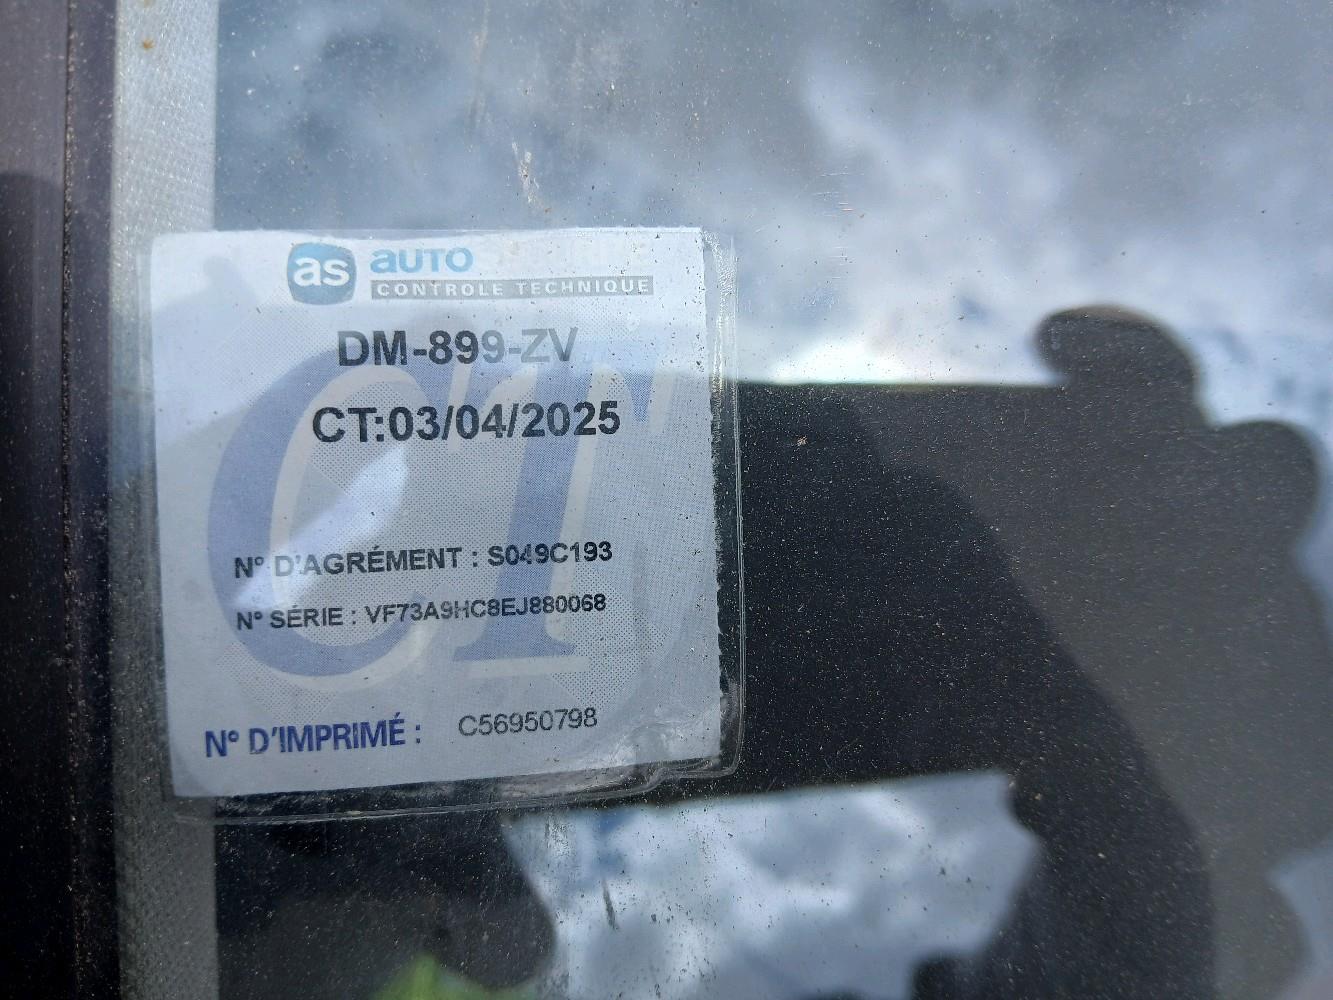 as AUTO
CONTROLE TECHNIQUE
DM-899-ZV
CT:03/04/2025
CT
N° D'AGRÉMENT : S049C193
N° SÉRIE : VF73A9HC8EJ880068
N° D'IMPRIMÉ : C56950798